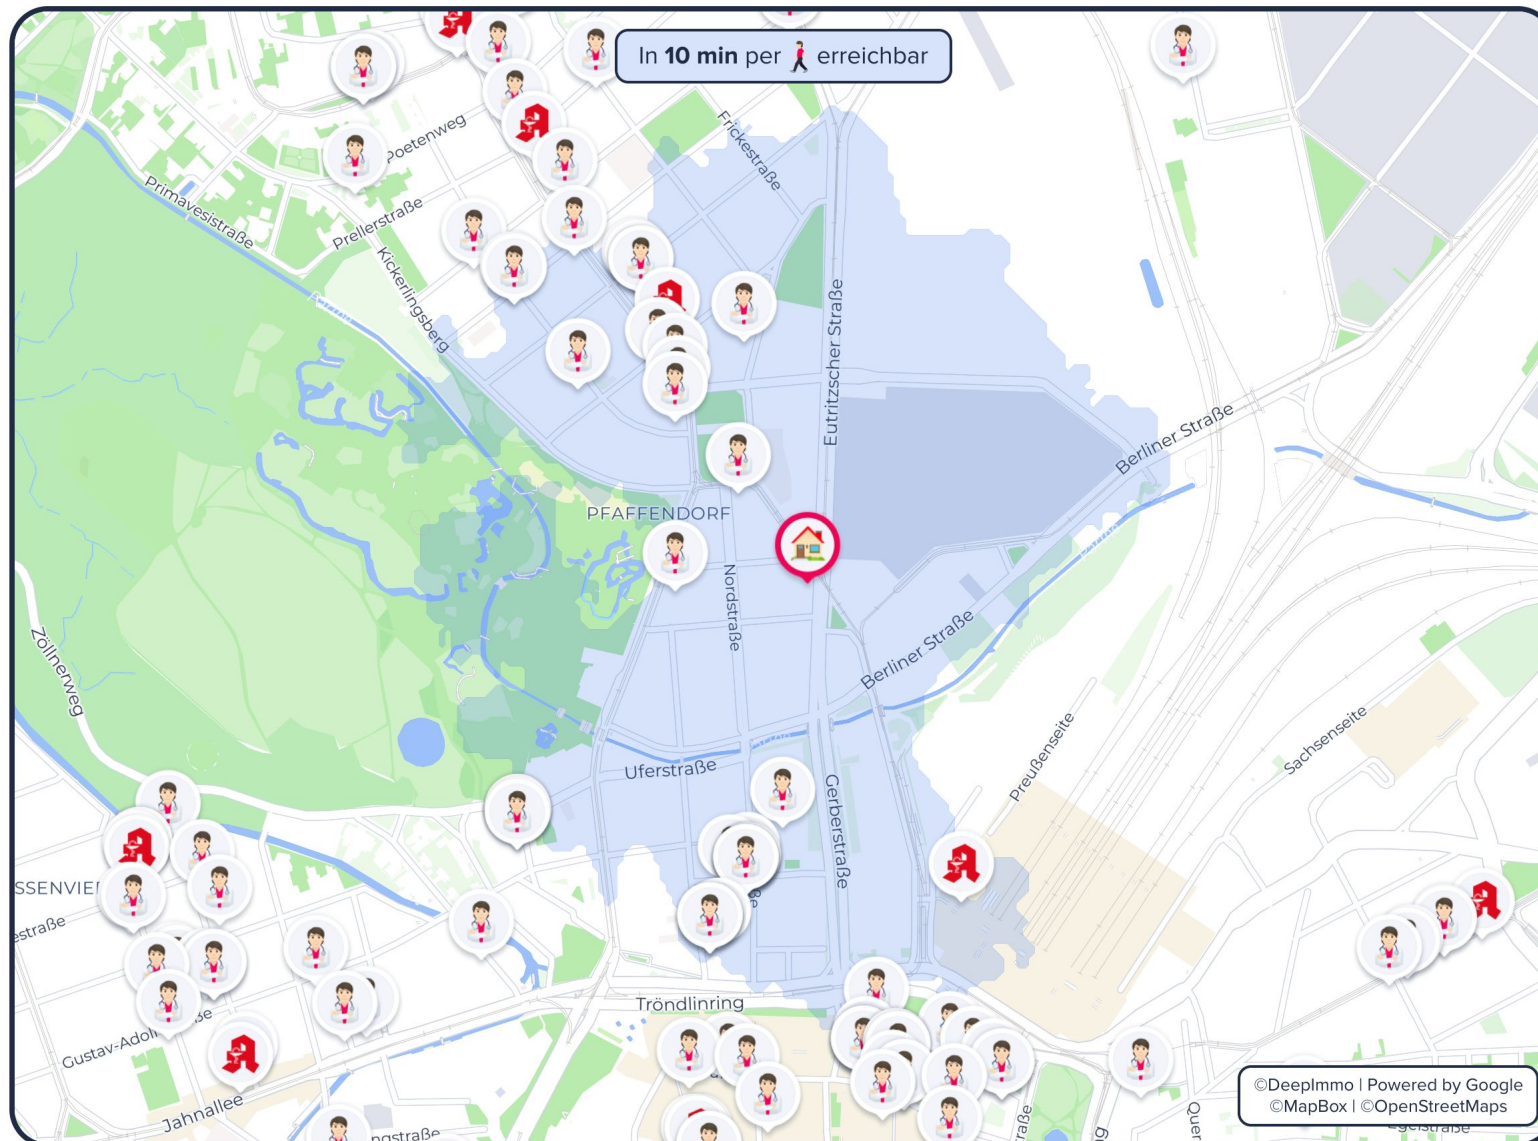 In 10 min per erreichbar
Poetenweg
Frickestraße
Primavesistraße
Prellerstraße
Kickerlingsberg
Eutritzscher Straße
Berliner Straße
PFAFFENDORF
Nordstraße
Berliner Straße
Zöllnerweg
Preußenseite
Sachsenseite
Uferstraße
Gerberstraße
Tröndlinring
Jahnallee
©DeepImmo | Powered by Google
©MapBox | ©OpenStreetMaps